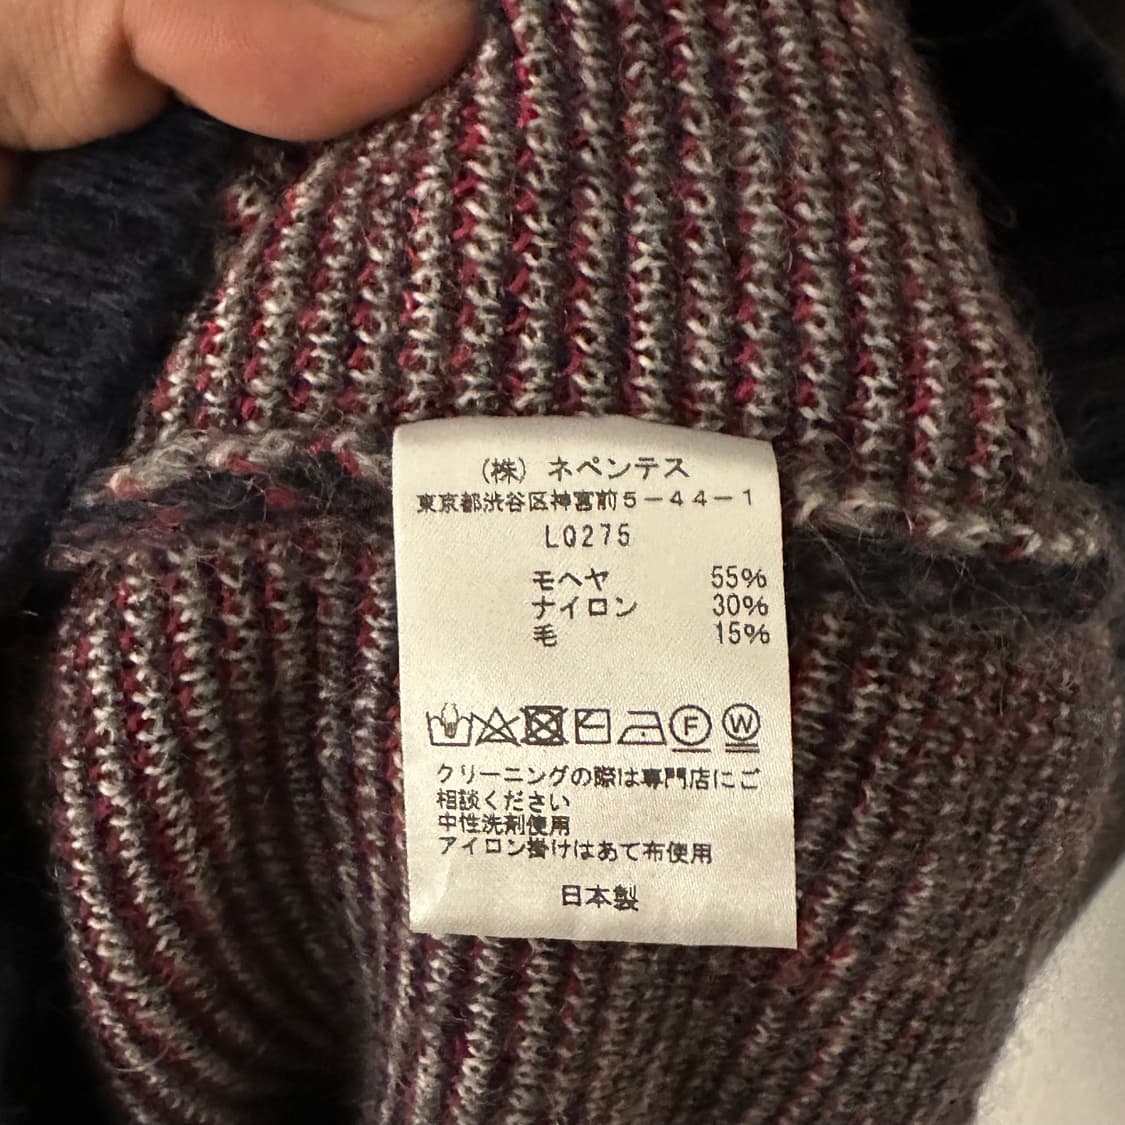 (株) ネペンテス
東京都渋谷区神宮前5-44-1
LQ275
モヘヤ 55%
ナイロン 30%
毛 15%
F W
クリーニングの際は専門店にご
相談ください
中性洗剤使用
アイロン掛けはあて布使用
日本製